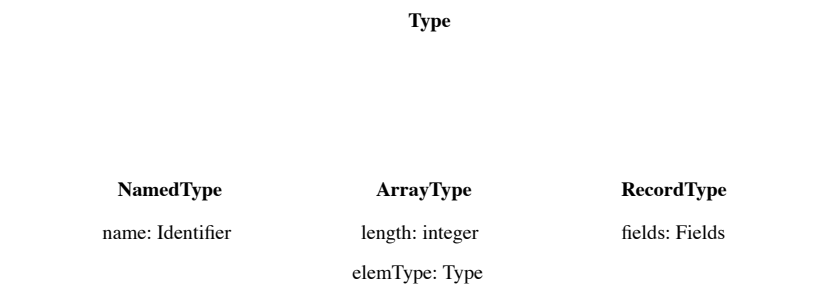 Type
NamedType
ArrayType
RecordType
name: Identifier
length: integer
fields: Fields
elemType: Type